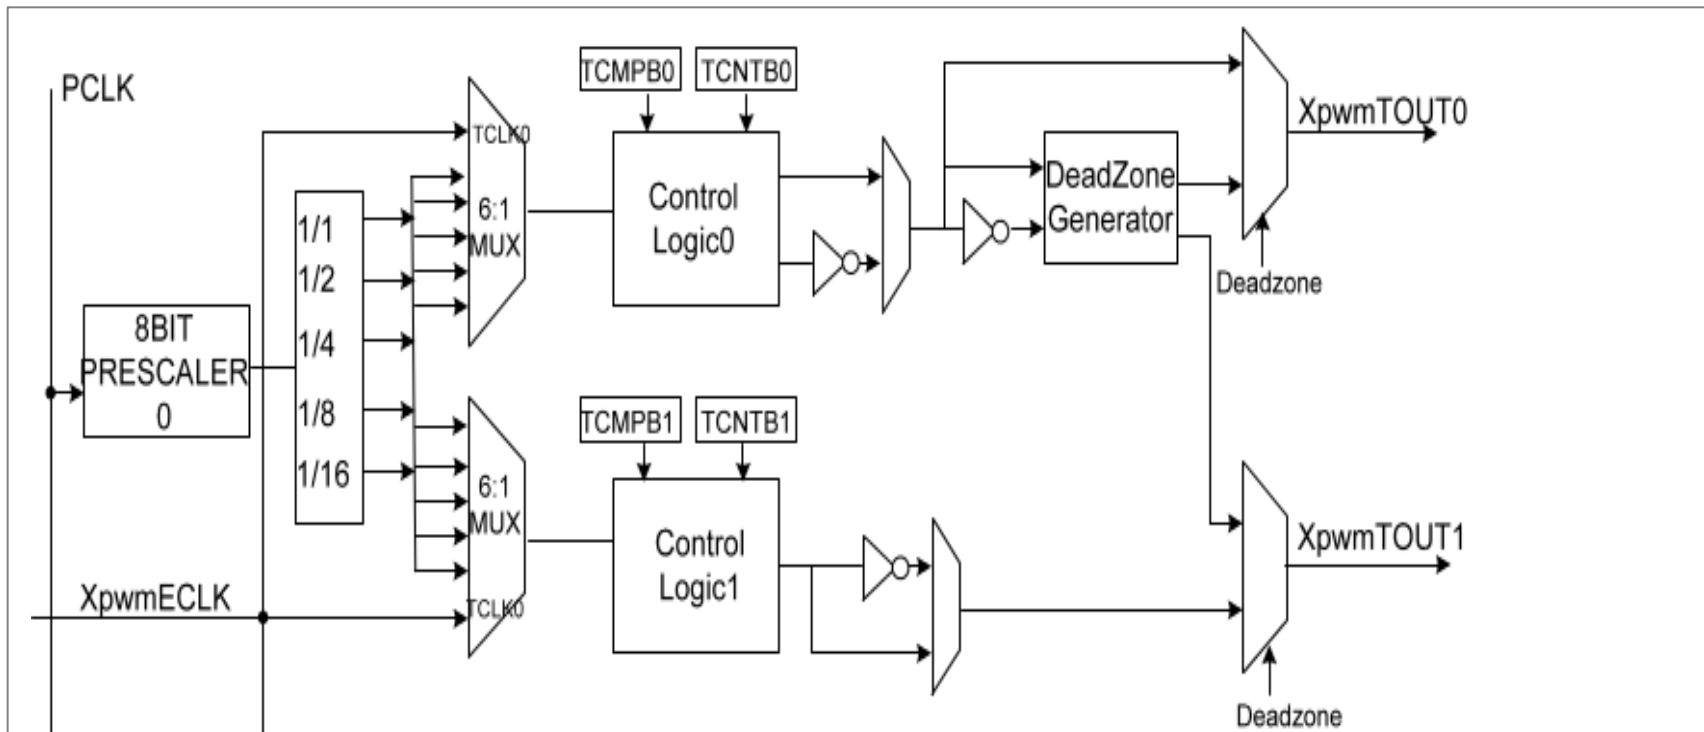 PCLK
TCMPB0
TCNTB0
XpwmTOUT0
TCLK0
6:1
MUX
Control
Logic0
DeadZone
Generator
Deadzone
1/1
1/2
1/4
1/8
1/16
8BIT
PRESCALER
0
TCMPB1
TCNTB1
6:1
MUX
TCLK0
Control
Logic1
XpwmTOUT1
XpwmECLK
Deadzone